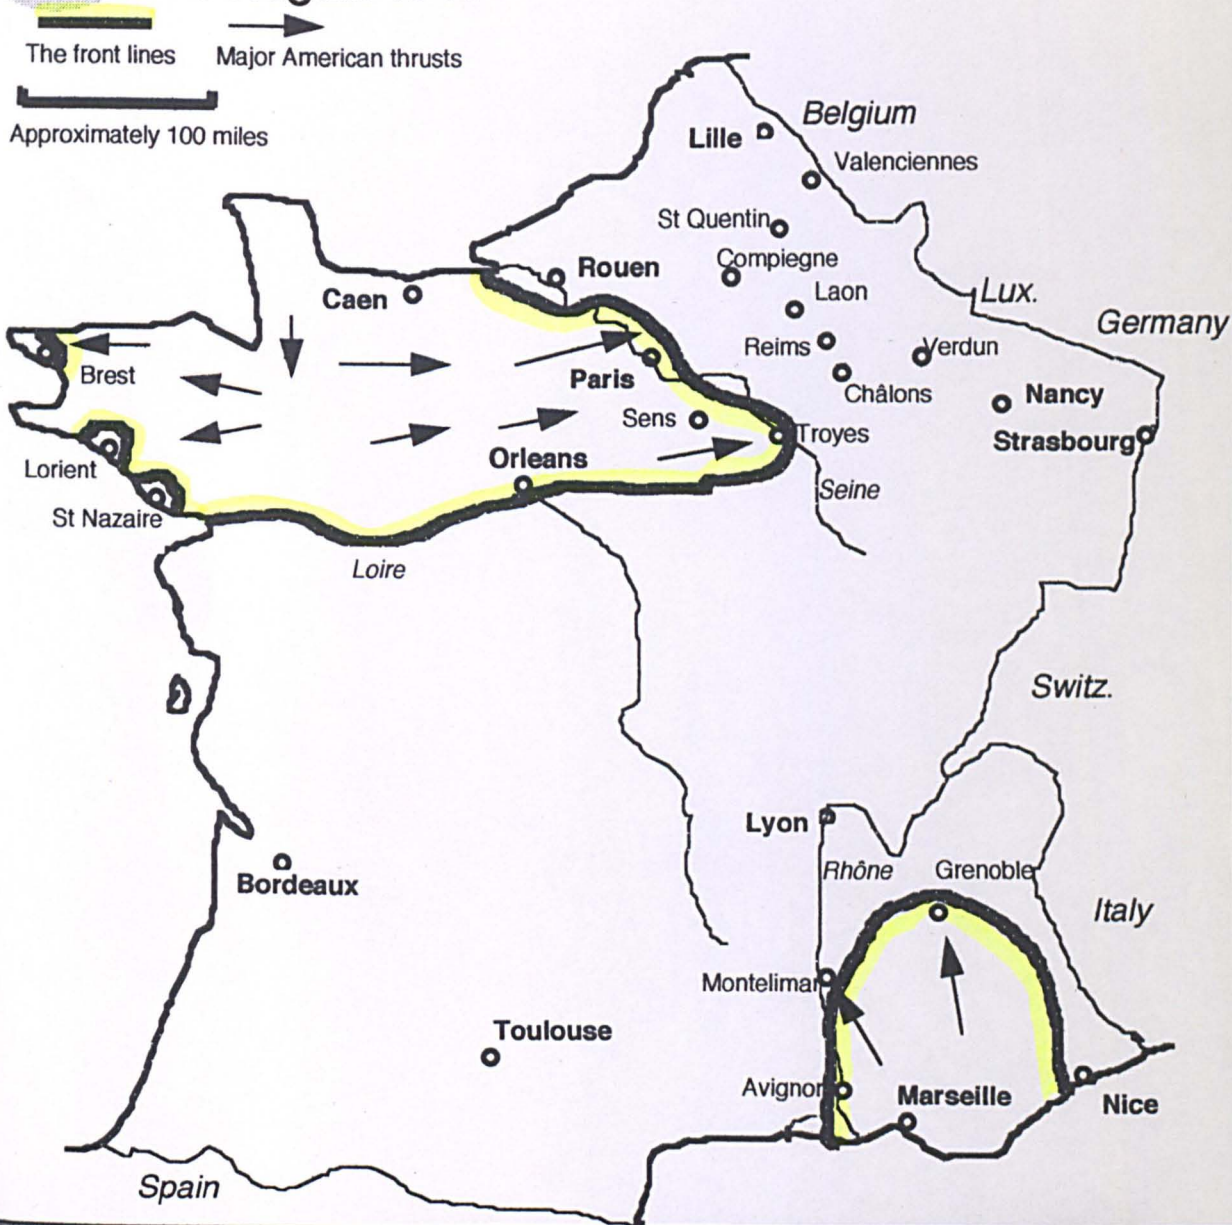 The front lines
Major American thrusts
Approximately 100 miles
Belgium
Lille
Valenciennes
St Quentin
Compiegne
Rouen
Laon
Lux.
Caen
Germany
Reims
Verdun
Brest
Paris
Châlons
Nancy
Sens
Troyes
Strasbourg
Orleans
Lorient
Seine
St Nazaire
Loire
Switz.
Lyon
Rhône
Grenoble
Bordeaux
Italy
Montelimar
Toulouse
Avignon
Marseille
Nice
Spain